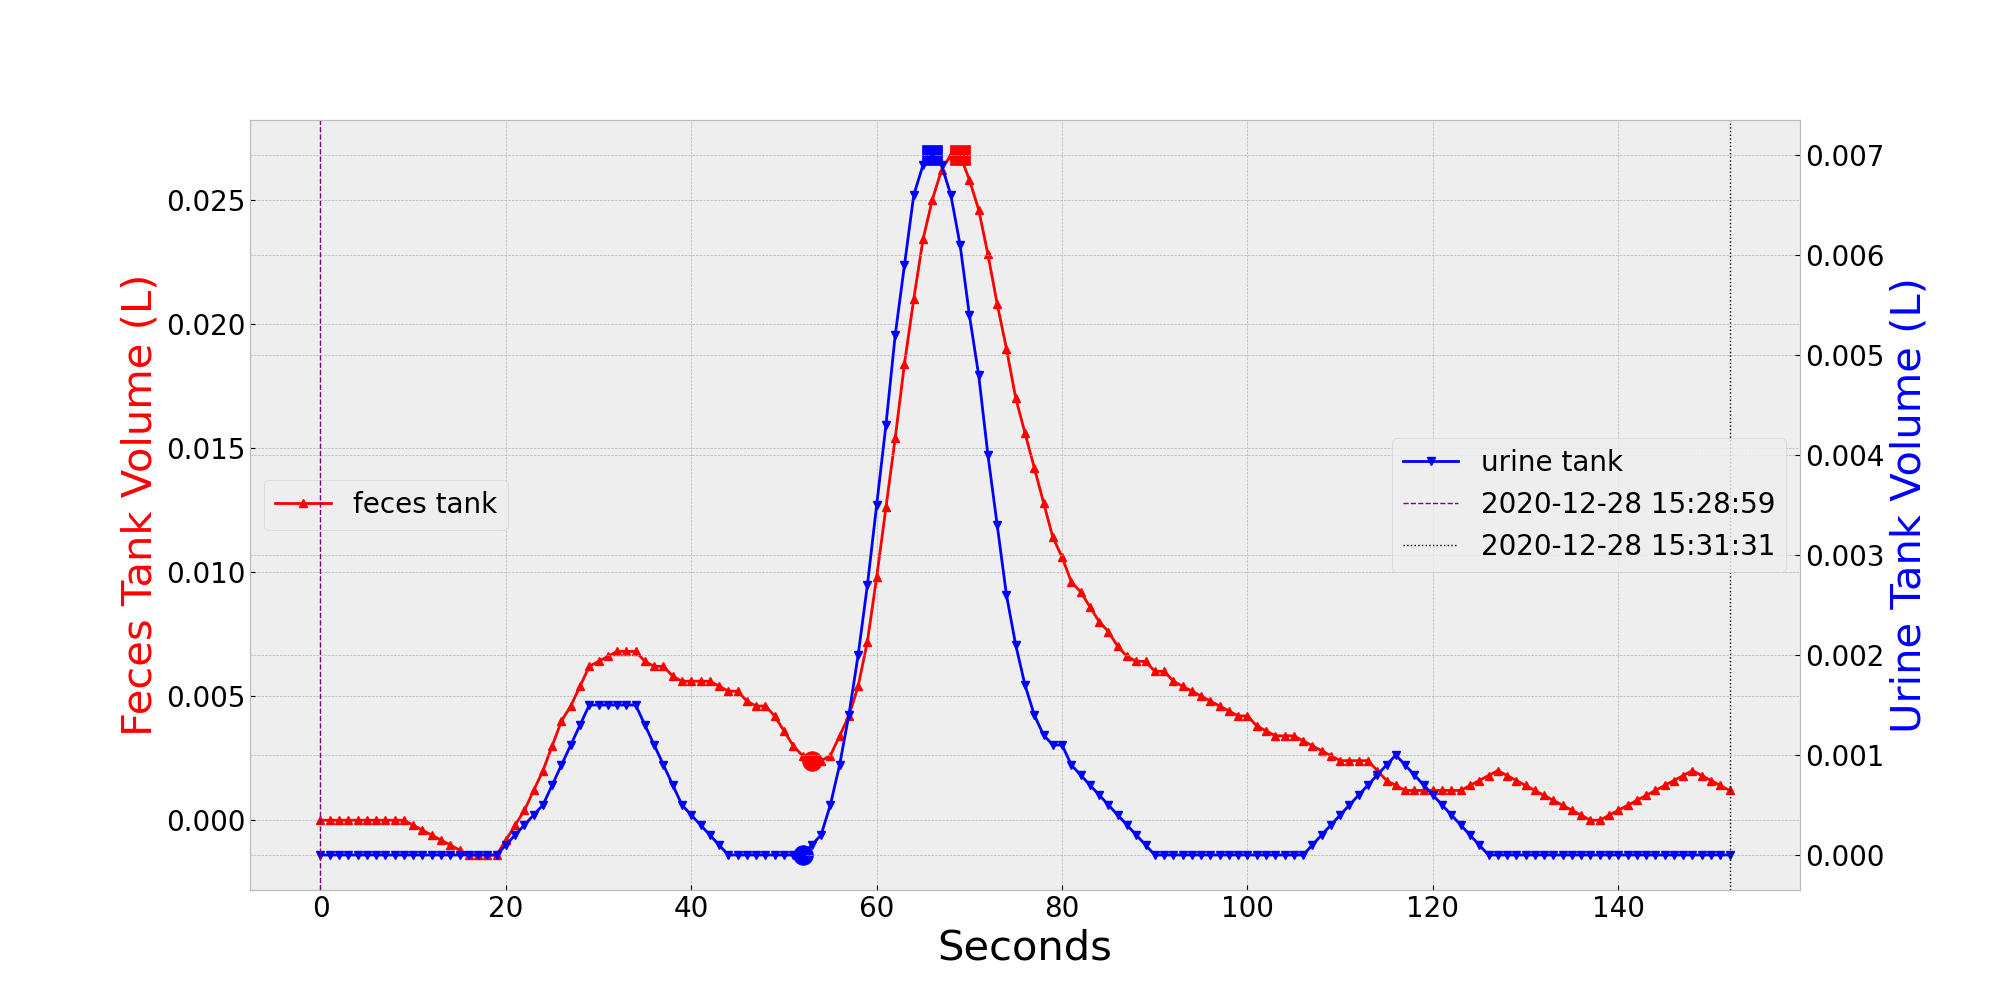 Feces Tank Volume (L)
0.025
0.020
0.015
0.010
0.005
0.000
feces tank
0.007
0.006
0.005
0.004
0.003
0.002
0.001
0.000
Urine Tank Volume (L)
urine tank
2020-12-28 15:28:59
2020-12-28 15:31:31
0 20 40 60 80 100 120 140
Seconds